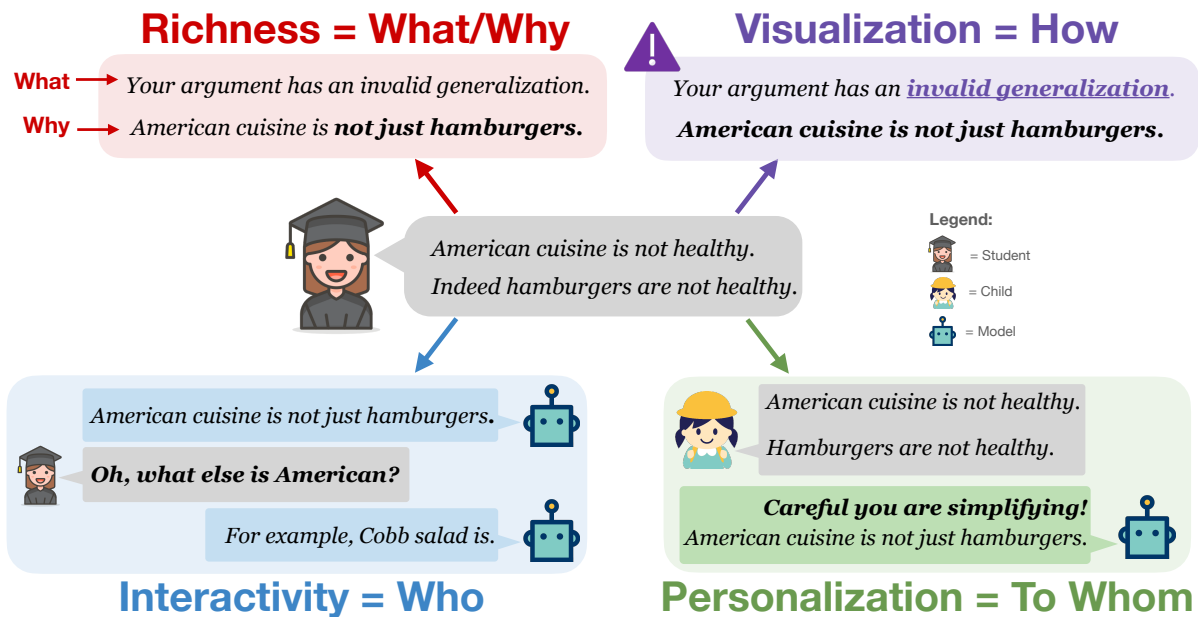 Richness = What/Why
What
Your argument has an invalid generalization.
Why
American cuisine is not just hamburgers.
Visualization = How
!
Your argument has an invalid generalization.
American cuisine is not just hamburgers.
American cuisine is not healthy.
Indeed hamburgers are not healthy.
Legend:
= Student
= Child
= Model
American cuisine is not just hamburgers.
Oh, what else is American?
For example, Cobb salad is.
Interactivity = Who
American cuisine is not healthy.
Hamburgers are not healthy.
Careful you are simplifying!
American cuisine is not just hamburgers.
Personalization = To Whom